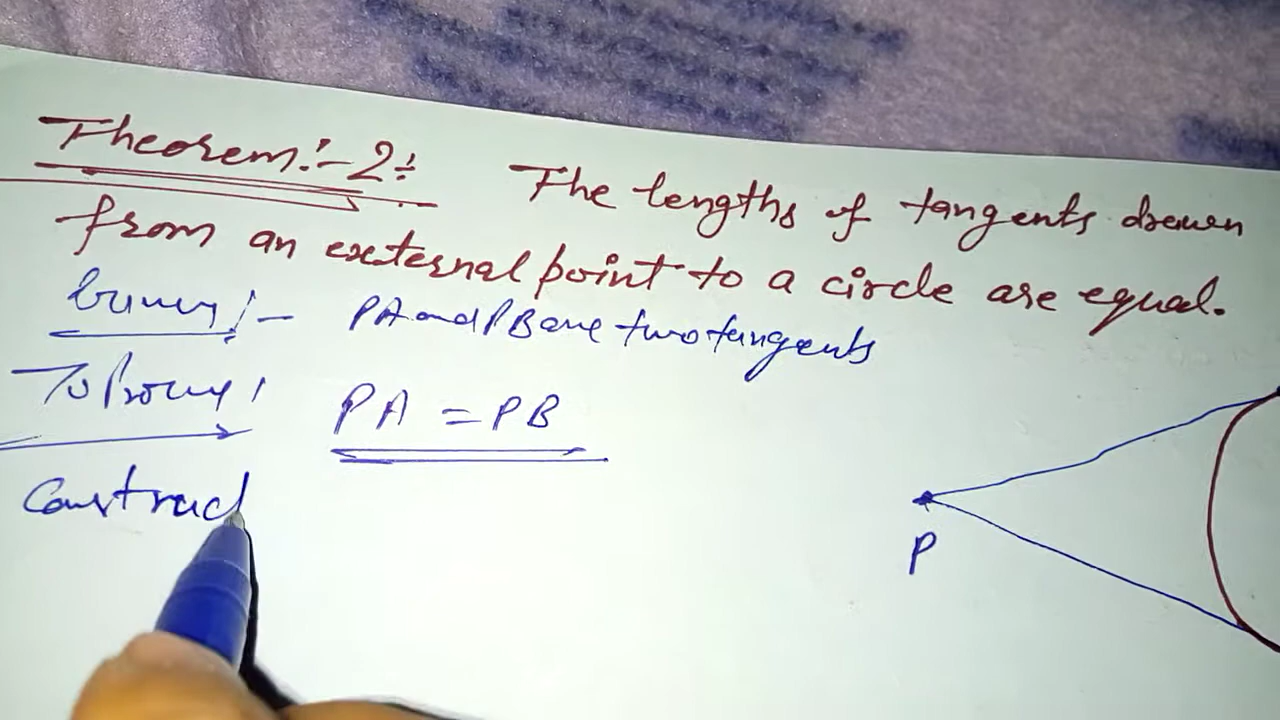 Theorem:-2:
The lengths of tangents drawn
from an external point to a circle are equal.
:- PA and PB are two tangents
To Prove:
PA = PB
Construct
P